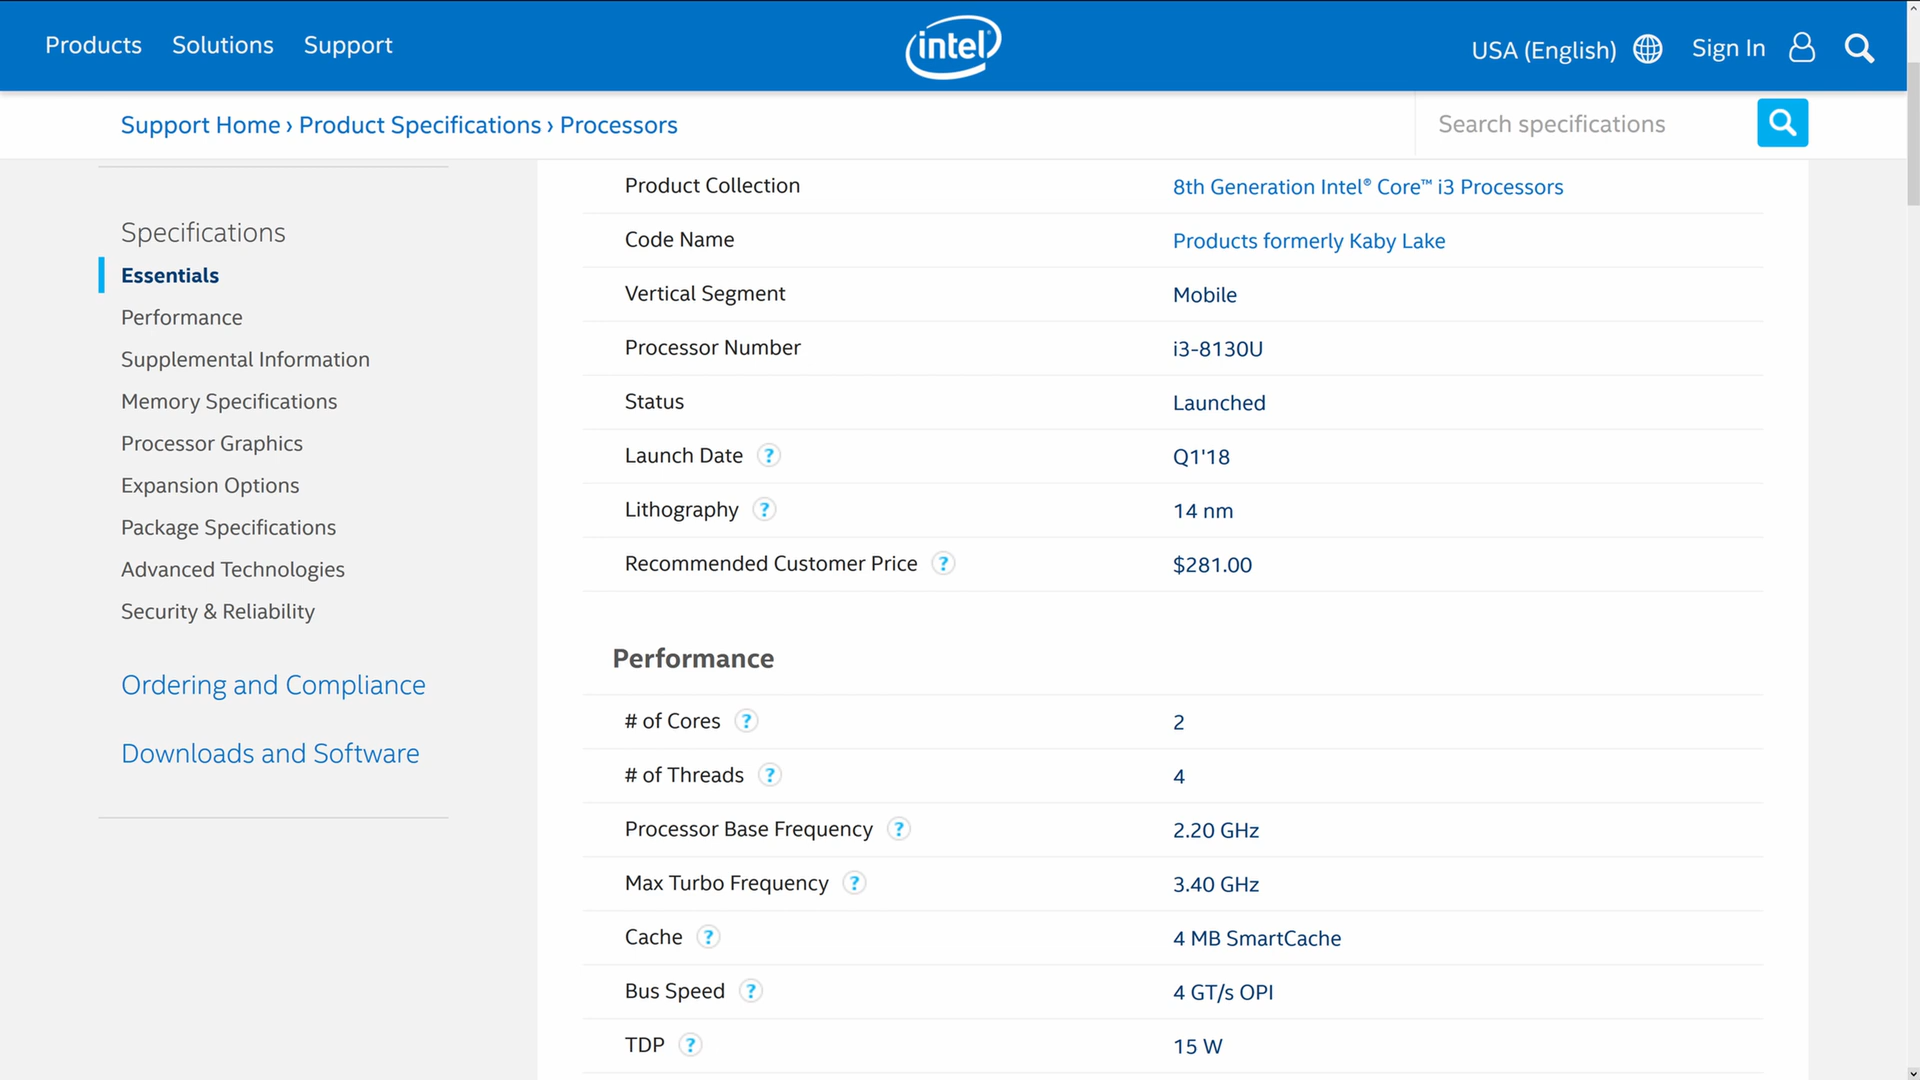 Products Solutions Support
intel
USA (English) Sign In
Support Home › Product Specifications › Processors
Search specifications
Specifications
Essentials
Performance
Supplemental Information
Memory Specifications
Processor Graphics
Expansion Options
Package Specifications
Advanced Technologies
Security & Reliability
Ordering and Compliance
Downloads and Software
Product Collection 8th Generation Intel® Core™ i3 Processors
Code Name Products formerly Kaby Lake
Vertical Segment Mobile
Processor Number i3-8130U
Status Launched
Launch Date ? Q1'18
Lithography ? 14 nm
Recommended Customer Price ? $281.00
Performance
# of Cores ? 2
# of Threads ? 4
Processor Base Frequency ? 2.20 GHz
Max Turbo Frequency ? 3.40 GHz
Cache ? 4 MB SmartCache
Bus Speed ? 4 GT/s OPI
TDP ? 15 W